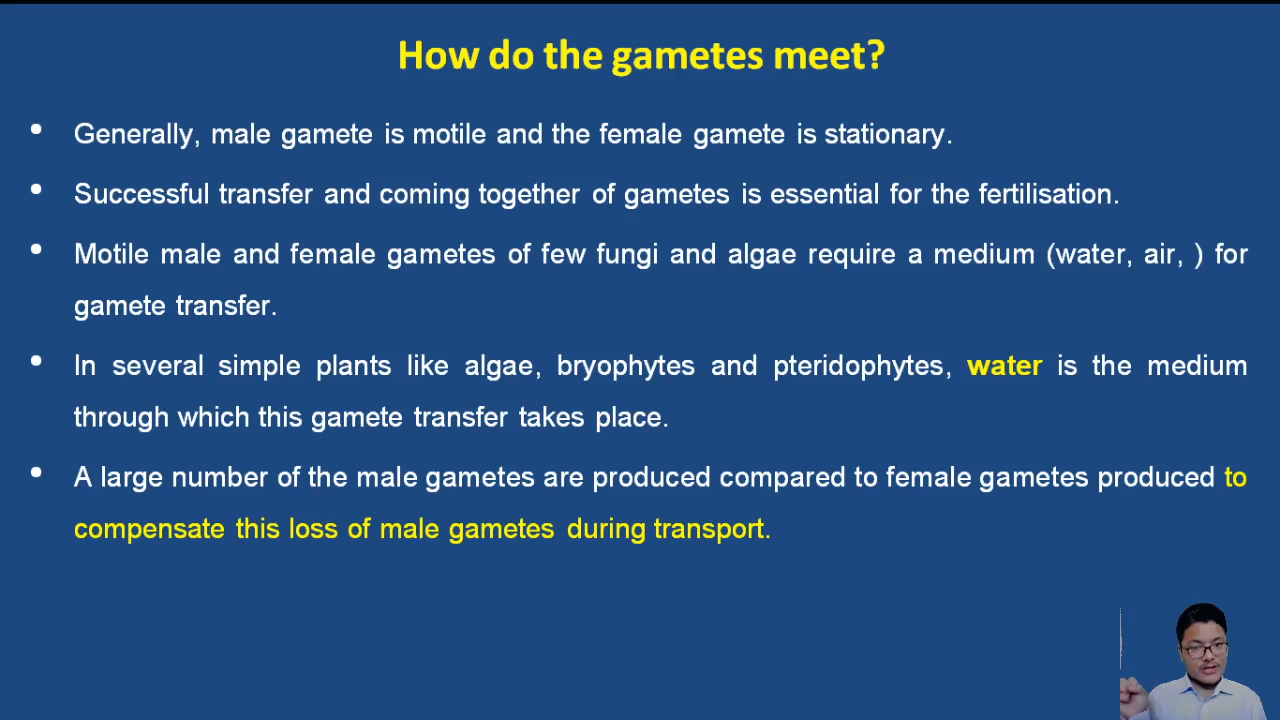 How do the gametes meet?
• Generally, male gamete is motile and the female gamete is stationary.
• Successful transfer and coming together of gametes is essential for the fertilisation.
• Motile male and female gametes of few fungi and algae require a medium (water, air, ) for
gamete transfer.
• In several simple plants like algae, bryophytes and pteridophytes, water is the medium
through which this gamete transfer takes place.
• A large number of the male gametes are produced compared to female gametes produced to
compensate this loss of male gametes during transport.